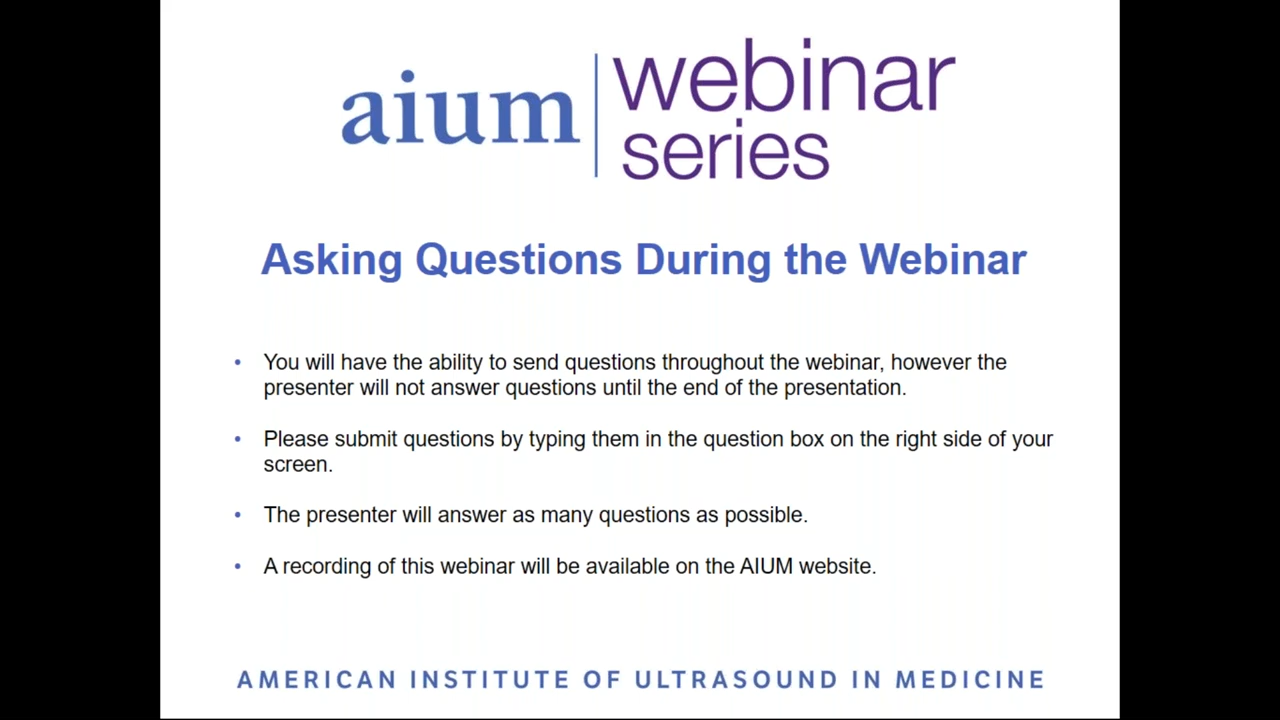 aium webinar
series
Asking Questions During the Webinar
• You will have the ability to send questions throughout the webinar, however the
presenter will not answer questions until the end of the presentation.
• Please submit questions by typing them in the question box on the right side of your
screen.
• The presenter will answer as many questions as possible.
• A recording of this webinar will be available on the AIUM website.
AMERICAN INSTITUTE OF ULTRASOUND IN MEDICINE